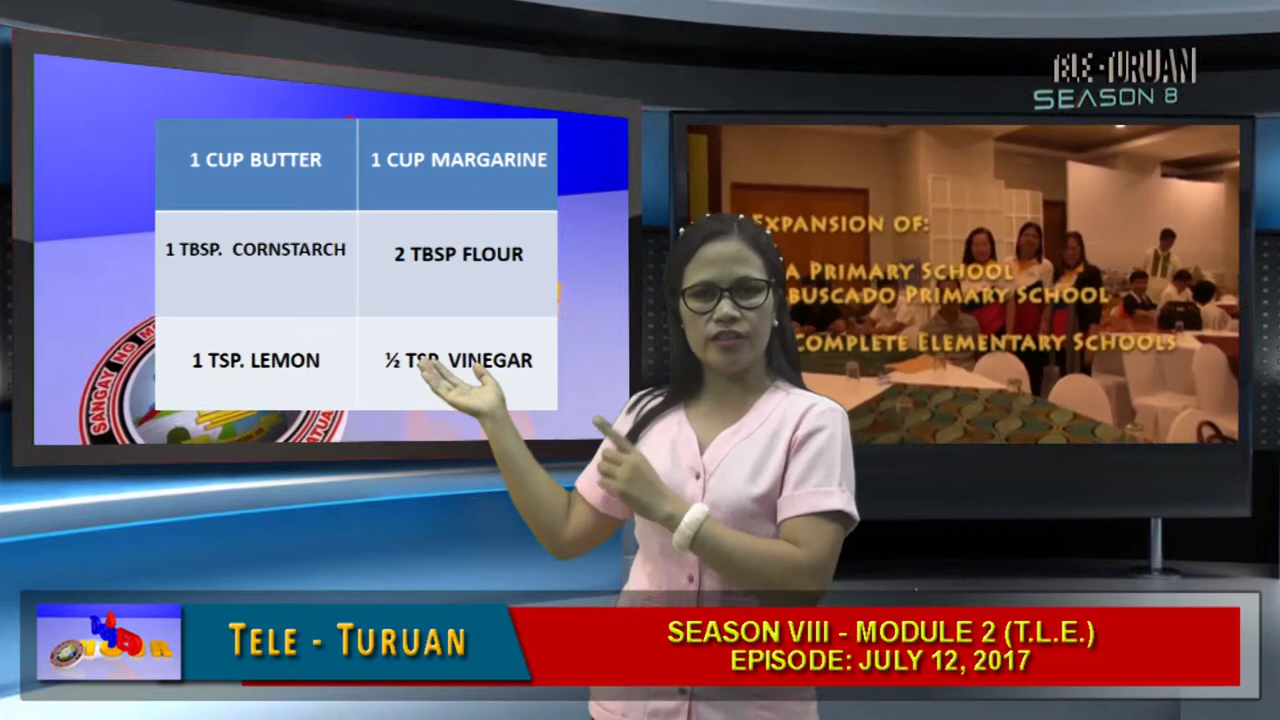 TELE-TURUAN
SEASON 8
1 CUP BUTTER
1 CUP MARGARINE
1 TBSP. CORNSTARCH
2 TBSP FLOUR
1 TSP. LEMON
½ TSP. VINEGAR
SANGAY NG
EXPANSION OF:
A PRIMARY SCHOOL
BUSCADO PRIMARY SCHOOL
COMPLETE ELEMENTARY SCHOOLS
TELE - TURUAN
SEASON VIII - MODULE 2 (T.L.E.)
EPISODE: JULY 12, 2017